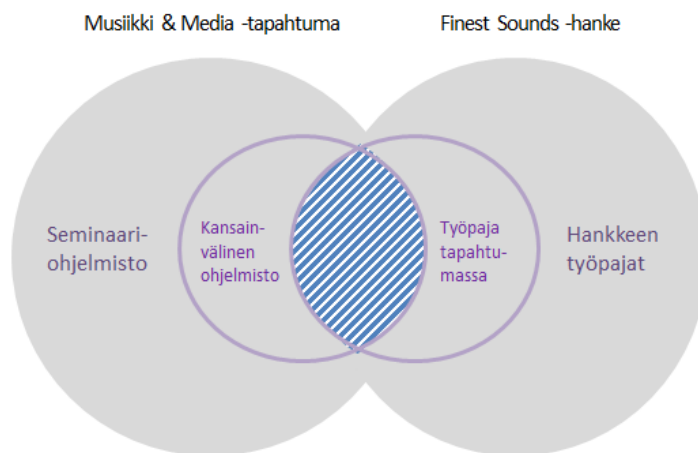 Musiikki & Media -tapahtuma
Finest Sounds -hanke
Seminaari-
ohjelmisto
Kansain-
välinen
ohjelmisto
Työpaja
tapahtu-
massa
Hankkeen
työpajat